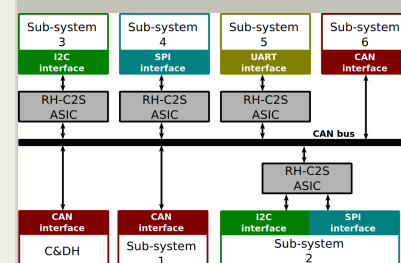 Sub-system
3
I2C
interface
Sub-system
4
SPI
interface
Sub-system
5
UART
interface
Sub-system
6
CAN
interface
RH-C2S
ASIC
RH-C2S
ASIC
RH-C2S
ASIC
CAN bus
RH-C2S
ASIC
CAN
interface
C&DH
CAN
interface
Sub-system
1
I2C
interface
SPI
interface
Sub-system
2